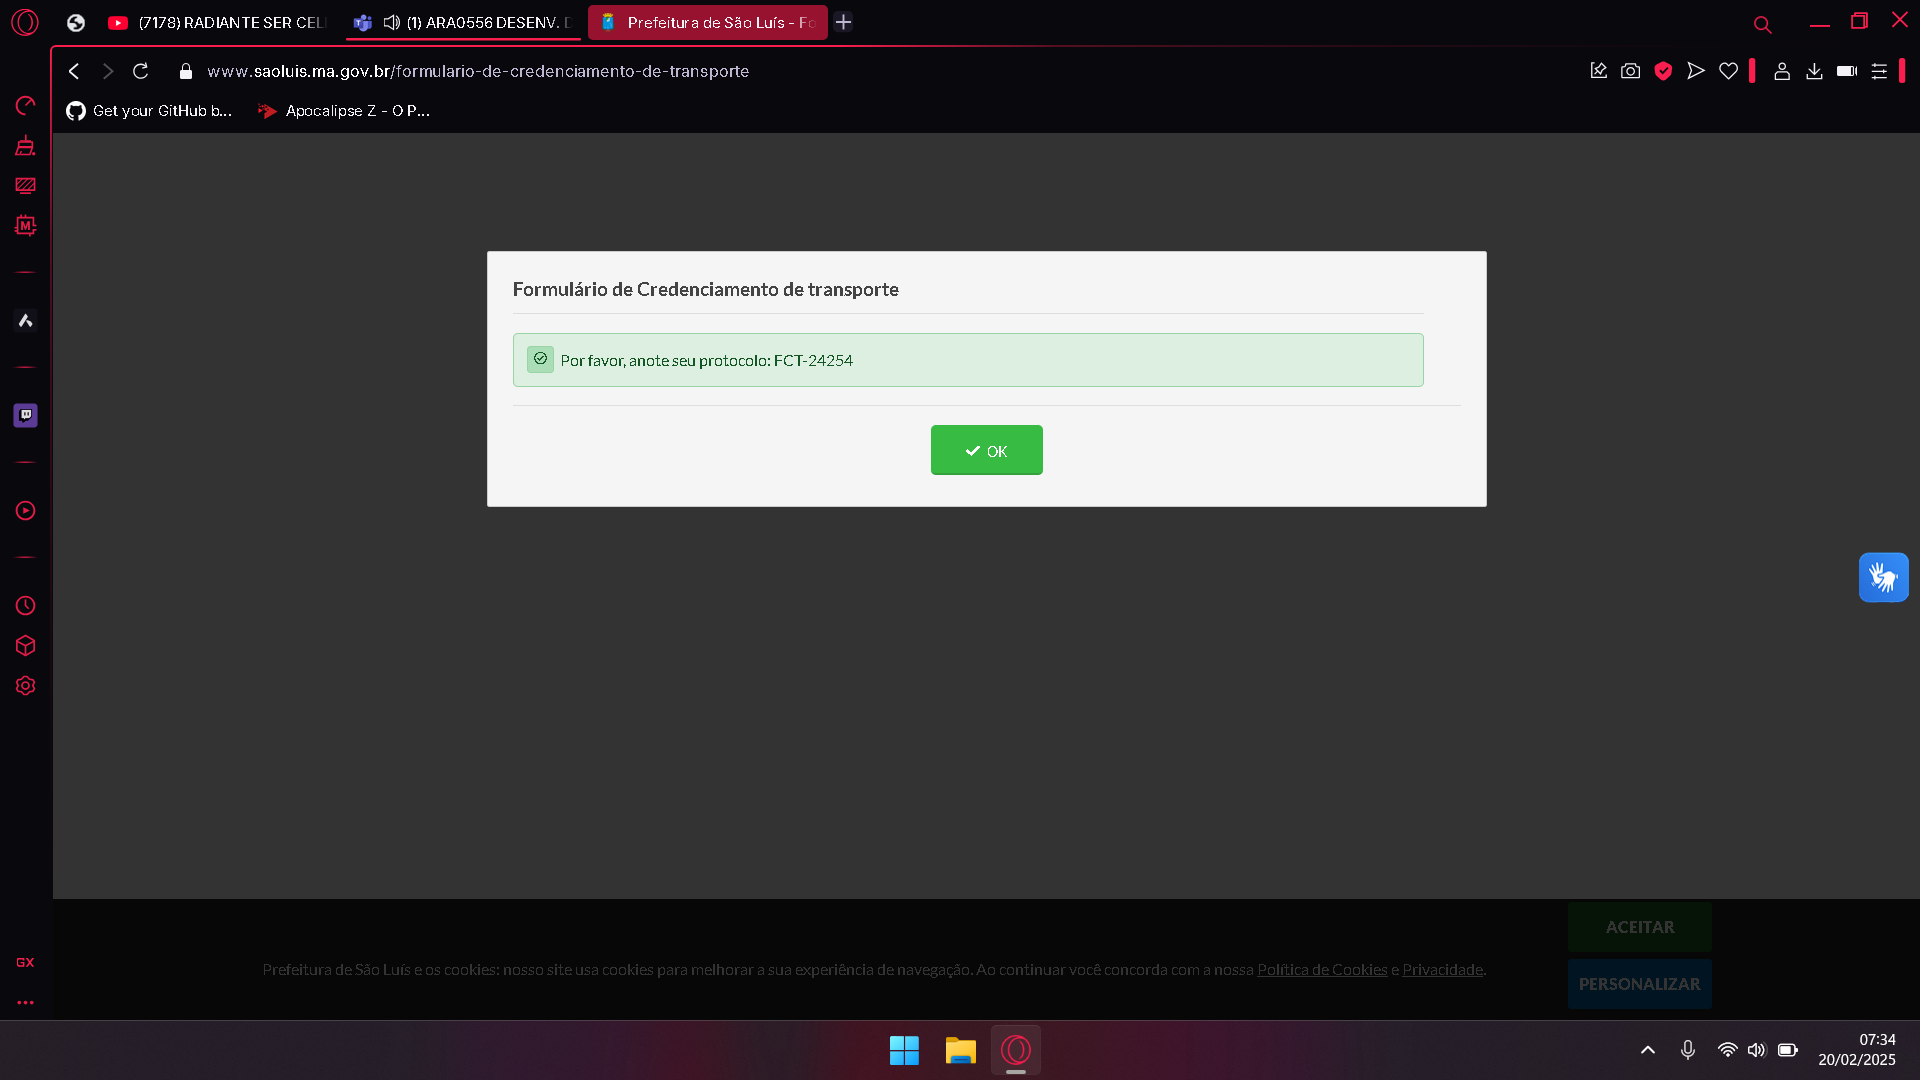 (7178) RADIANTE SER CEL
(1) ARA0556 DESENV. D
Prefeitura de São Luís - Fo
www.saoluis.ma.gov.br/formulario-de-credenciamento-de-transporte
Get your GitHub b...
Apocalipse Z - O P...
M
Formulário de Credenciamento de transporte
Por favor, anote seu protocolo: FCT-24254
OK
ACEITAR
Prefeitura de São Luís e os cookies: nosso site usa cookies para melhorar a sua experiência de navegação. Ao continuar você concorda com a nossa Política de Cookies e Privacidade.
PERSONALIZAR
GX
07:34
20/02/2025